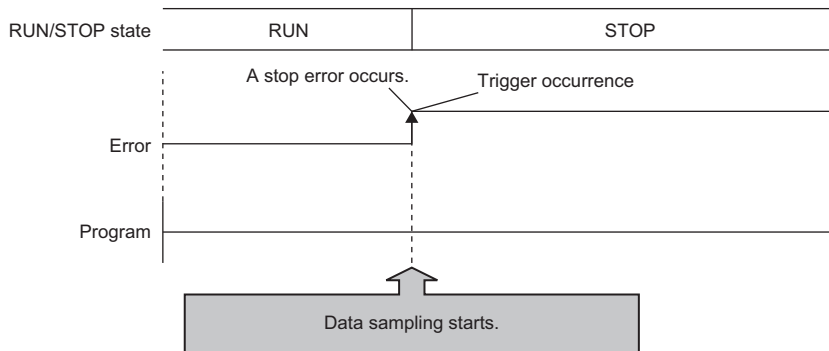 RUN/STOP state
RUN
STOP
A stop error occurs.
Trigger occurrence
Error
Program
Data sampling starts.